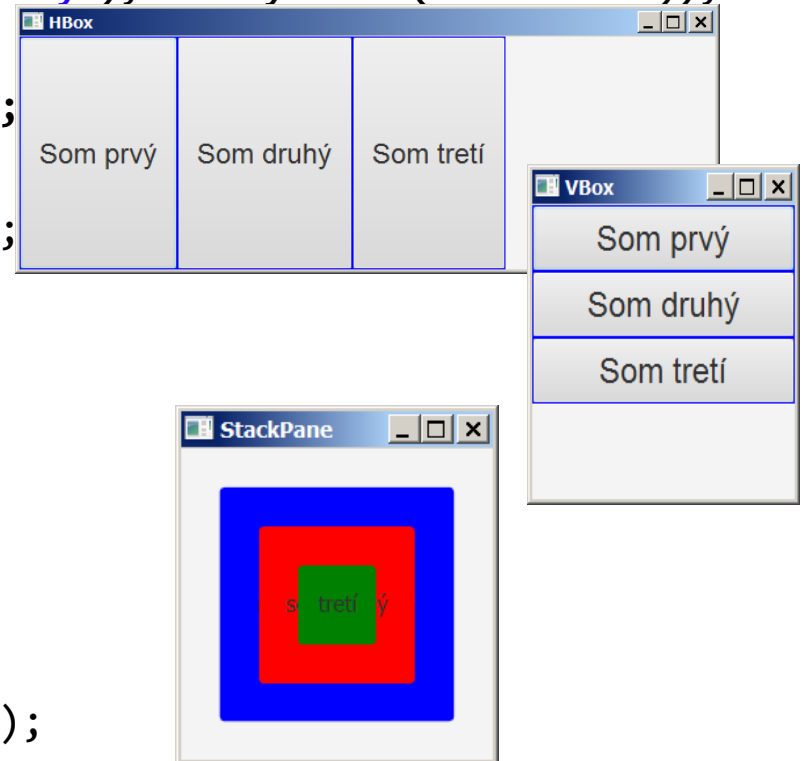 HBox
;
Som prvý Som druhý Som tretí
VBox
;
Som prvý
Som druhý
Som tretí
StackPane
tretí
);